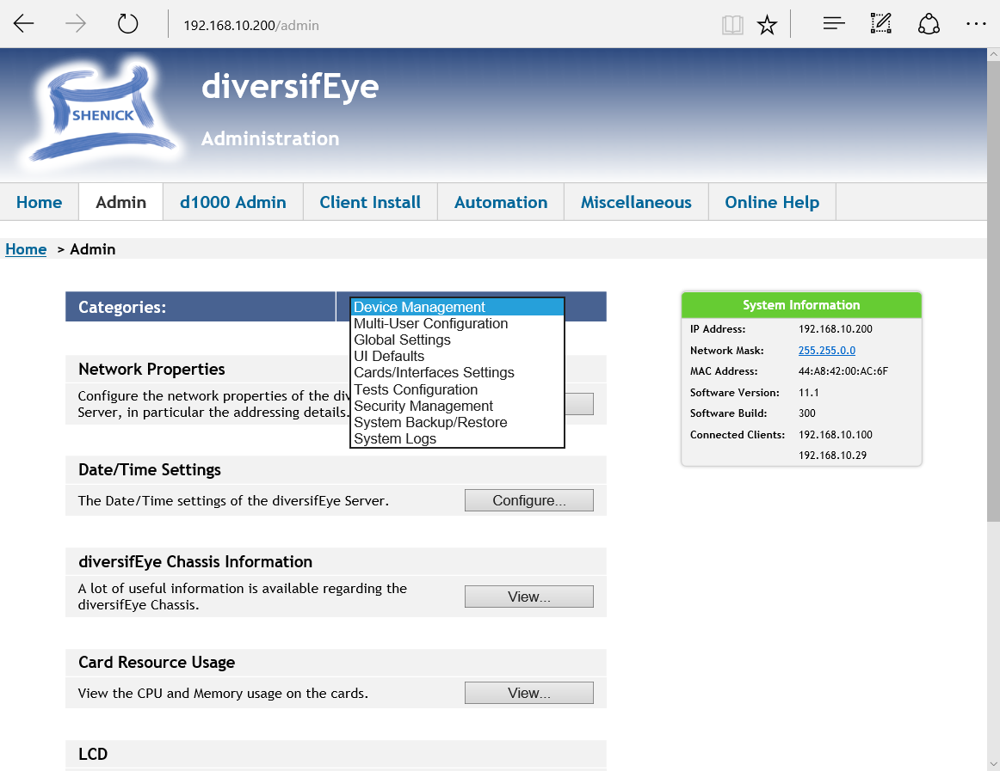 192.168.10.200/admin
SHENICK
diversifEye
Administration
Home Admin d1000 Admin Client Install Automation Miscellaneous Online Help
Home > Admin
Categories:
Device Management
Multi-User Configuration
Global Settings
UI Defaults
Cards/Interfaces Settings
Tests Configuration
Security Management
System Backup/Restore
System Logs
Network Properties
Configure the network properties of the div
Server, in particular the addressing details.
Date/Time Settings
The Date/Time settings of the diversifEye Server.
Configure...
diversifEye Chassis Information
A lot of useful information is available regarding the
diversifEye Chassis.
View...
Card Resource Usage
View the CPU and Memory usage on the cards.
View...
LCD
System Information
IP Address: 192.168.10.200
Network Mask: 255.255.0.0
MAC Address: 44:A8:42:00:AC:6F
Software Version: 11.1
Software Build: 300
Connected Clients: 192.168.10.100
192.168.10.29